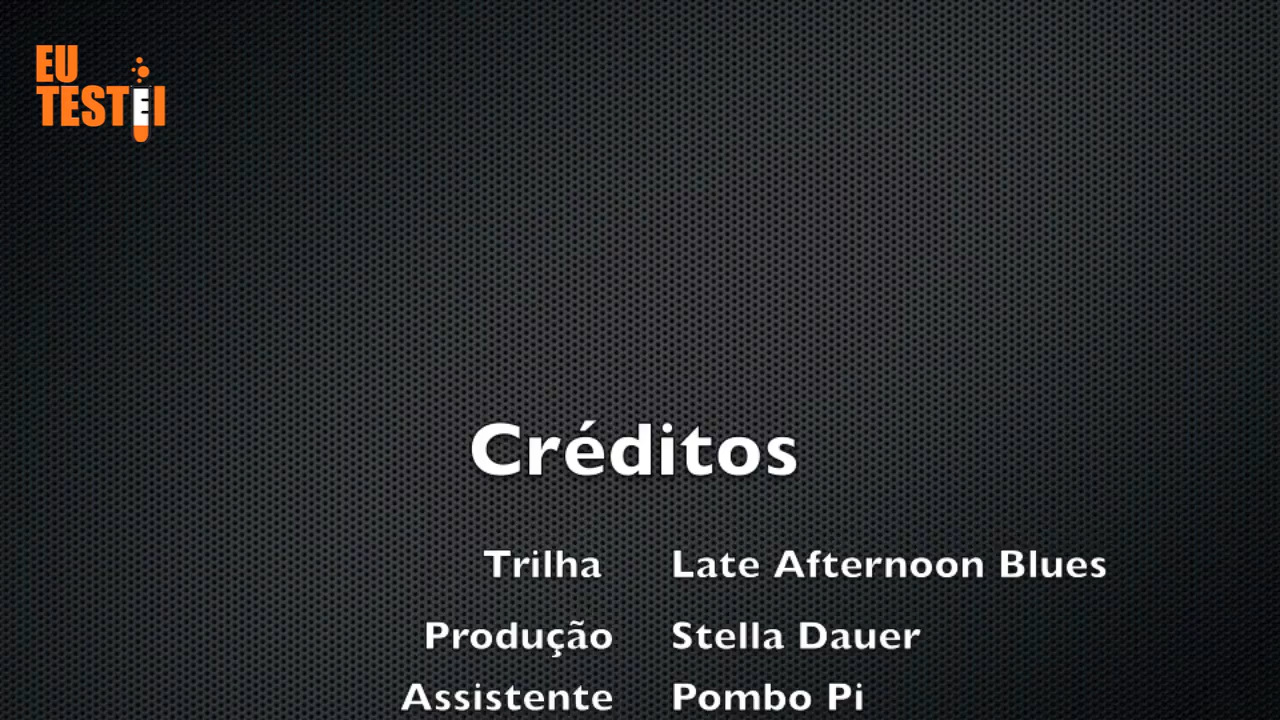 EU
TESTEI
Créditos
Trilha Late Afternoon Blues
Produção Stella Dauer
Assistente Pombo Pi